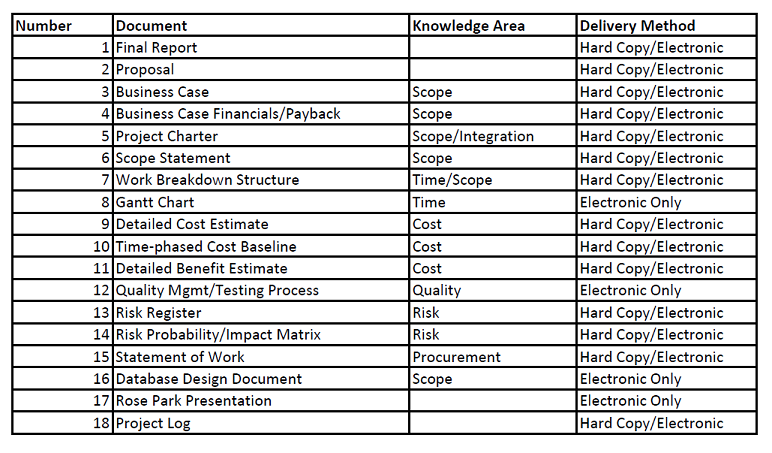 Number Document Knowledge Area Delivery Method
1 Final Report Hard Copy/Electronic
2 Proposal Hard Copy/Electronic
3 Business Case Scope Hard Copy/Electronic
4 Business Case Financials/Payback Scope Hard Copy/Electronic
5 Project Charter Scope/Integration Hard Copy/Electronic
6 Scope Statement Scope Hard Copy/Electronic
7 Work Breakdown Structure Time/Scope Hard Copy/Electronic
8 Gantt Chart Time Electronic Only
9 Detailed Cost Estimate Cost Hard Copy/Electronic
10 Time-phased Cost Baseline Cost Hard Copy/Electronic
11 Detailed Benefit Estimate Cost Hard Copy/Electronic
12 Quality Mgmt/Testing Process Quality Electronic Only
13 Risk Register Risk Hard Copy/Electronic
14 Risk Probability/Impact Matrix Risk Hard Copy/Electronic
15 Statement of Work Procurement Hard Copy/Electronic
16 Database Design Document Scope Electronic Only
17 Rose Park Presentation Electronic Only
18 Project Log Hard Copy/Electronic